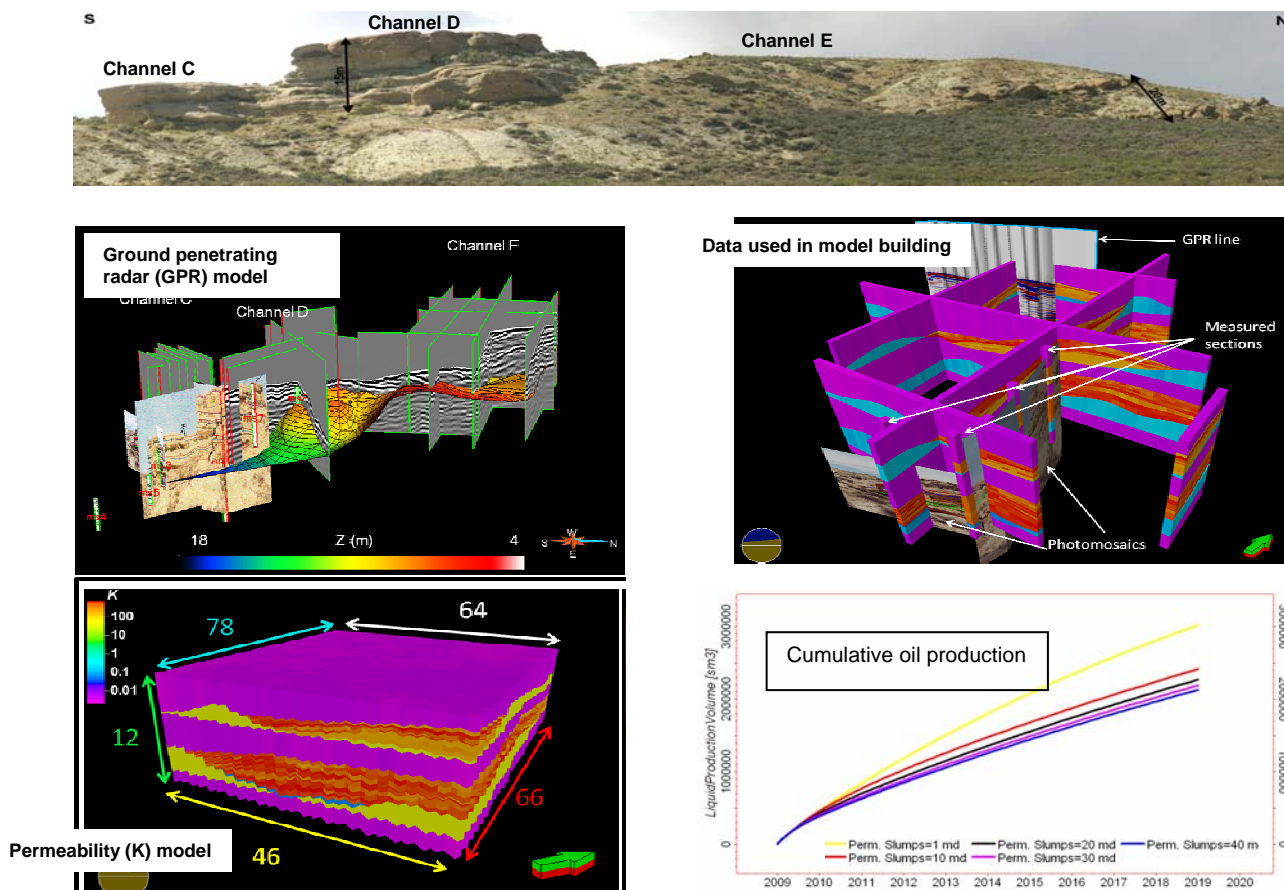 S
N
Channel D
Channel C
Channel E
15m
20m
Ground penetrating
radar (GPR) model
Channel C
Channel D
Channel E
18 Z (m) 4
S W N
E
Data used in model building
GPR line
Measured
sections
Photomosaics
K
100
10
1
0.1
0.01
78
64
12
66
46
Permeability (K) model
Cumulative oil production
LiquidProductionVolume [sm3]
3000000
2000000
1000000
0
0
Perm. Slumps=1 md
Perm. Slumps=20 md
Perm. Slumps=40 m
Perm. Slumps=10 md
Perm. Slumps=30 md
2009 2010 2011 2012 2013 2014 2015 2016 2017 2018 2019 2020